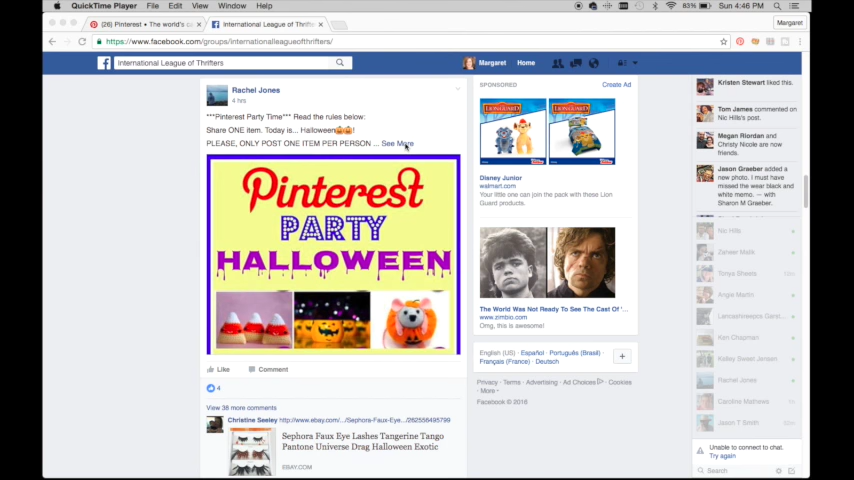 QuickTime Player File Edit View Window Help
83% Sun 4:46 PM
(26) Pinterest • The world's ca
International League of Thrift
Margaret
https://www.facebook.com/groups/internationalleagueofthrifters/
International League of Thrifters
Margaret Home
Rachel Jones
4 hrs
***Pinterest Party Time*** Read the rules below:
Share ONE item. Today is... Halloween🎃🎃!
PLEASE, ONLY POST ONE ITEM PER PERSON ... See More
Pinterest
PARTY
HALLOWEEN
Like Comment
4
View 38 more comments
Christine Seeley http://www.ebay.com/.../Sephora-Faux-Eye.../262556495799
Sephora Faux Eye Lashes Tangerine Tango
Pantone Universe Drag Halloween Exotic
EBAY.COM
SPONSORED Create Ad
Disney Junior
walmart.com
Your little one can join the pack with these Lion
Guard products.
The World Was Not Ready To See The Cast Of '...
www.zimbio.com
Omg, this is awesome!
English (US) · Español · Português (Brasil) ·
Français (France) · Deutsch
Privacy · Terms · Advertising · Ad Choices · Cookies
· More
Facebook © 2016
Kristen Stewart liked this.
Tom James commented on
Nic Hills's post.
Megan Riordan and
Christy Nicole are now
friends.
Jason Graeber added a
new photo. I must have
missed the wear black and
white memo. — with
Sharon M Graeber.
Nic Hills
Zaheer Malik
Tonya Sheets
Angie Martin
Ken Chapman
Kelley Sweet Jensen
Rachel Jones
Caroline Mathews
Jason T Smith
Unable to connect to chat.
Try again
Search